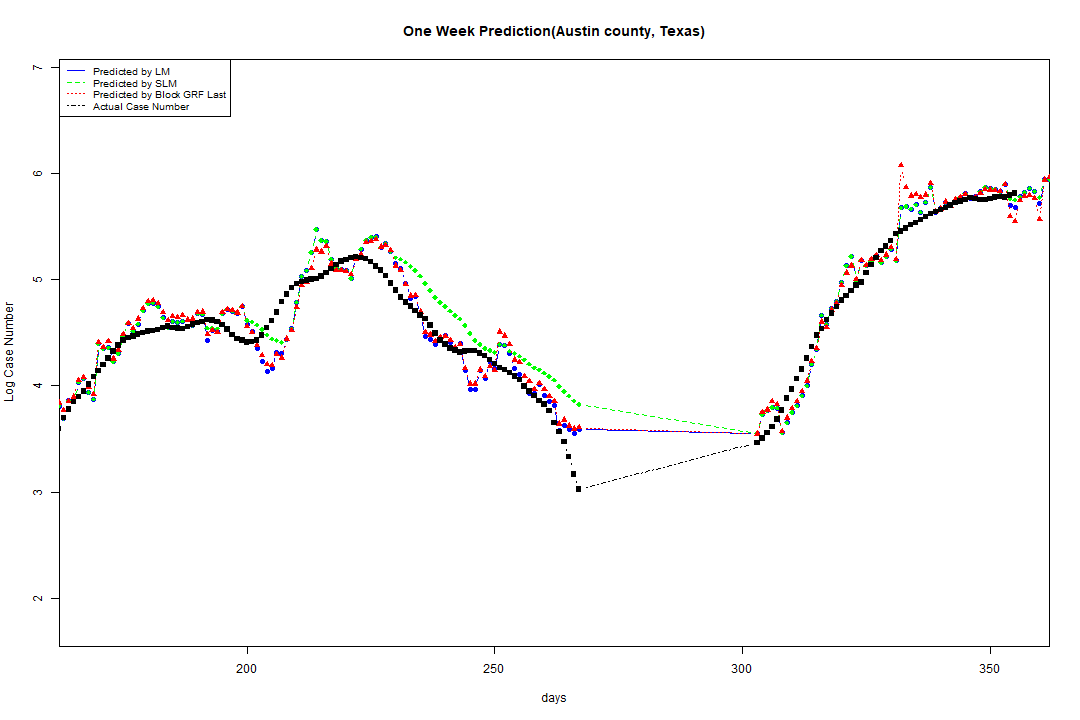 One Week Prediction(Austin county, Texas)
Predicted by LM
Predicted by SLM
Predicted by Block GRF Last
Actual Case Number
7
6
5
4
3
2
Log Case Number
200
250
300
350
days